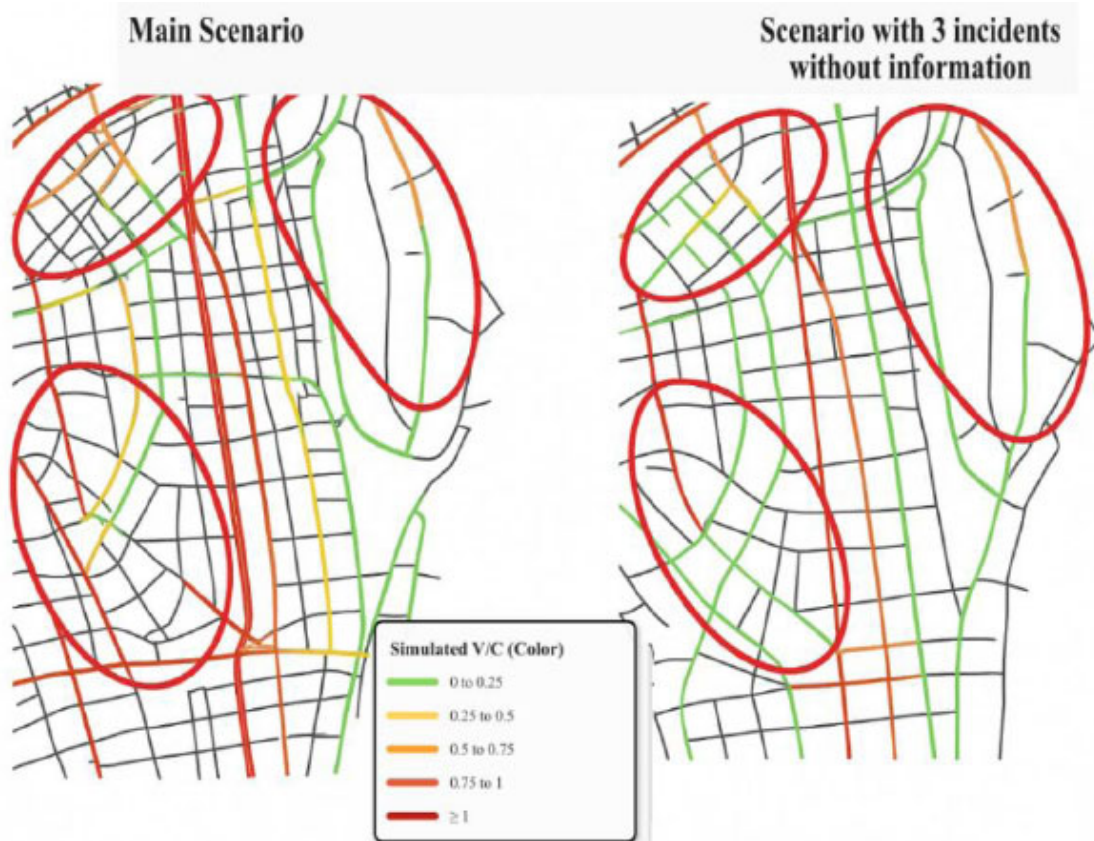 Main Scenario
Scenario with 3 incidents
without information
Simulated V/C (Color)
0 to 0.25
0.25 to 0.5
0.5 to 0.75
0.75 to 1
≥ 1